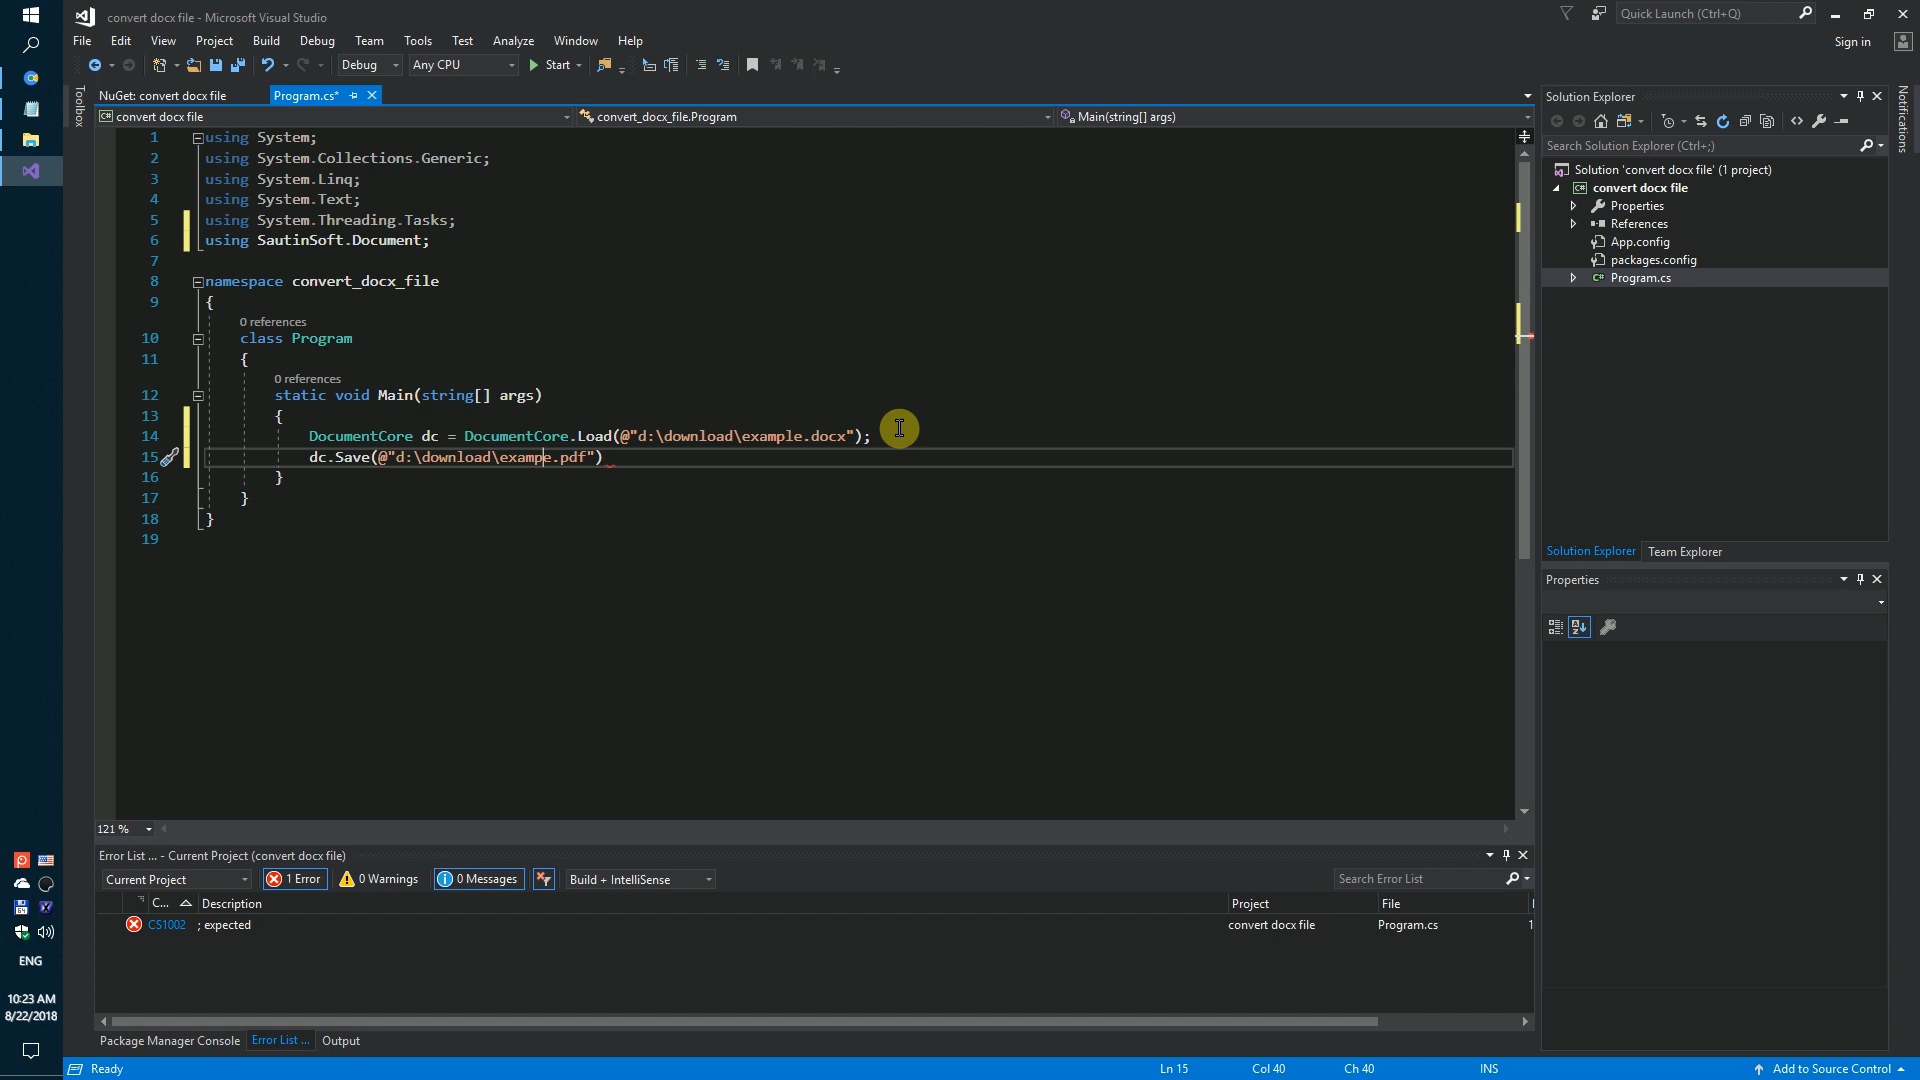 convert docx file - Microsoft Visual Studio
Quick Launch (Ctrl+Q)
File Edit View Project Build Debug Team Tools Test Analyze Window Help
Sign in
Debug Any CPU Start
Toolbox
NuGet: convert docx file Program.cs*
convert docx file convert_docx_file.Program Main(string[] args)
1 using System;
2 using System.Collections.Generic;
3 using System.Linq;
4 using System.Text;
5 using System.Threading.Tasks;
6 using SautinSoft.Document;
7
8 namespace convert_docx_file
9 {
0 references
10 class Program
11 {
0 references
12 static void Main(string[] args)
13 {
14 DocumentCore dc = DocumentCore.Load(@"d:\download\example.docx");
15 dc.Save(@"d:\download\exampe.pdf")
16 }
17 }
18 }
19
121 %
Solution Explorer
Notifications
Search Solution Explorer (Ctrl+;)
Solution 'convert docx file' (1 project)
convert docx file
Properties
References
App.config
packages.config
Program.cs
Solution Explorer Team Explorer
Properties
Error List ... - Current Project (convert docx file)
Current Project 1 Error 0 Warnings 0 Messages Build + IntelliSense Search Error List
C... Description Project File
CS1002 ; expected convert docx file Program.cs 1
Package Manager Console Error List ... Output
Ready Ln 15 Col 40 Ch 40 INS Add to Source Control
64
ENG
10:23 AM
8/22/2018